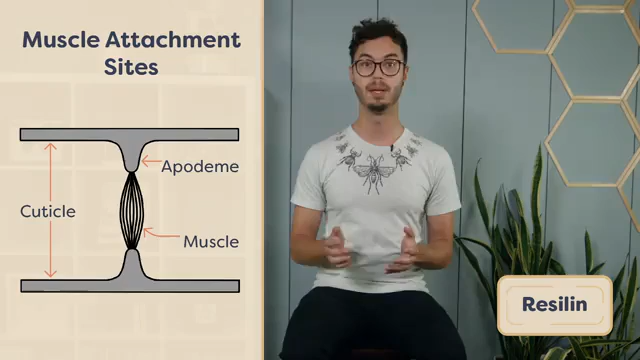 Muscle Attachment
Sites
Apodeme
Cuticle
Muscle
Resilin